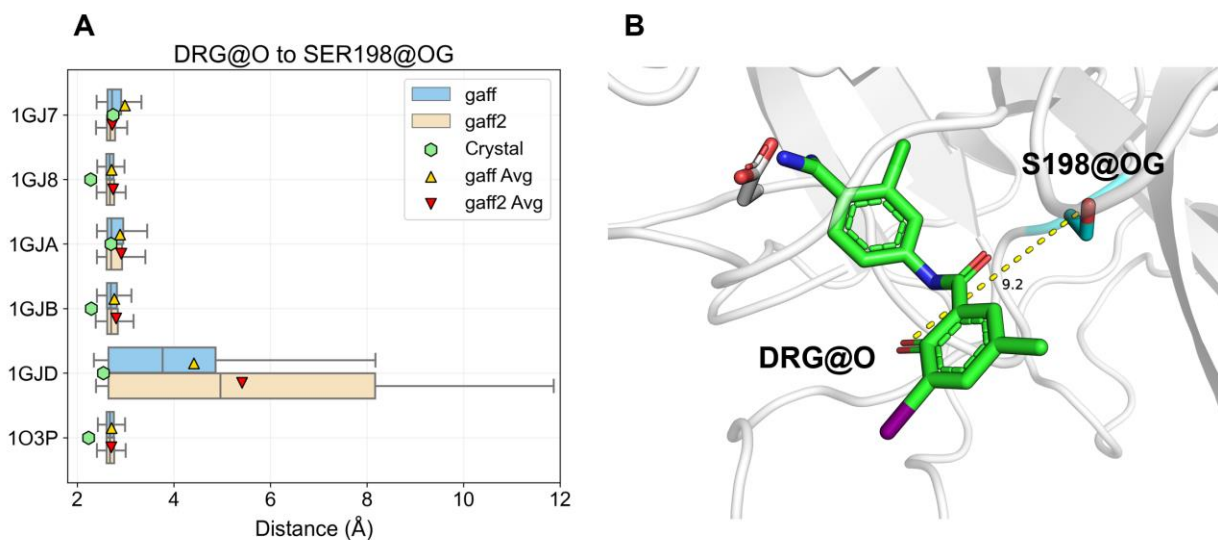 A
DRG@O to SER198@OG
1GJ7
1GJ8
1GJA
1GJB
1GJD
1O3P
gaff
gaff2
Crystal
gaff Avg
gaff2 Avg
2
4
6
8
10
12
Distance (Å)
B
S198@OG
9.2
DRG@O